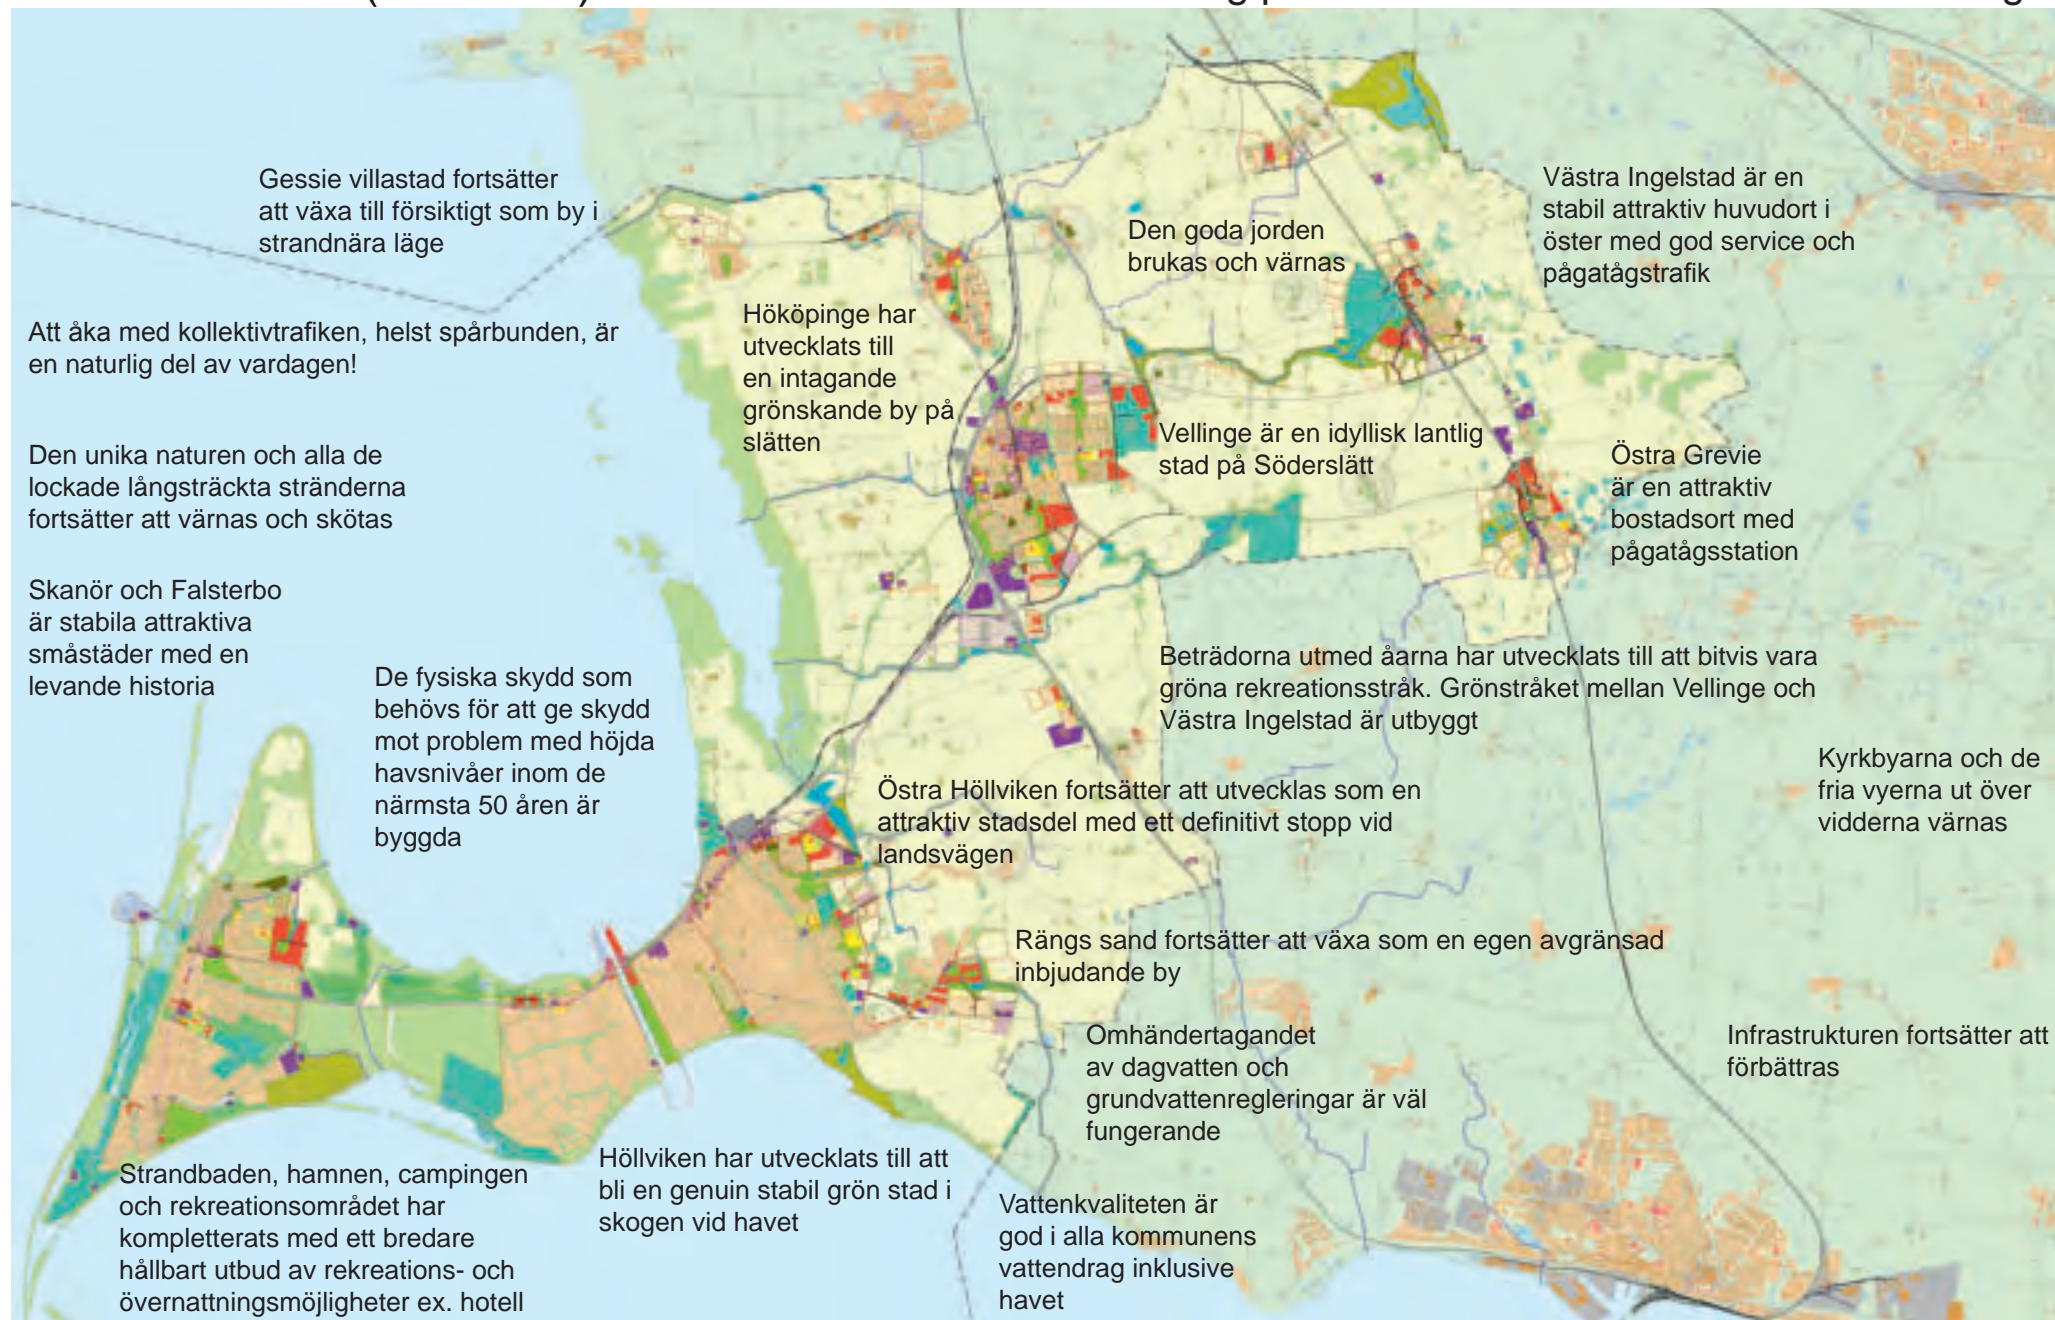 Gessie villastad fortsätter
att växa till försiktigt som by i
strandnära läge
Västra Ingelstad är en
stabil attraktiv huvudort i
öster med god service och
pågatågstrafik
Den goda jorden
brukas och värnas
Att åka med kollektivtrafiken, helst spårbunden, är
en naturlig del av vardagen!
Hököpinge har
utvecklats till
en intagande
grönskande by på
slätten
Vellinge är en idyllisk lantlig
stad på Söderslätt
Den unika naturen och alla de
lockade långsträckta stränderna
fortsätter att värnas och skötas
Östra Grevie
är en attraktiv
bostadsort med
pågatågsstation
Skanör och Falsterbo
är stabila attraktiva
småstäder med en
levande historia
De fysiska skydd som
behövs för att ge skydd
mot problem med höjda
havsnivåer inom de
närmsta 50 åren är
byggda
Beträdorna utmed åarna har utvecklats till att bitvis vara
gröna rekreationsstråk. Grönstråket mellan Vellinge och
Västra Ingelstad är utbyggt
Kyrkbyarna och de
fria vyerna ut över
vidderna värnas
Östra Höllviken fortsätter att utvecklas som en
attraktiv stadsdel med ett definitivt stopp vid
landsvägen
Rängs sand fortsätter att växa som en egen avgränsad
inbjudande by
Omhändertagandet
av dagvatten och
grundvattenregleringar är väl
fungerande
Infrastrukturen fortsätter att
förbättras
Strandbaden, hamnen, campingen
och rekreationsområdet har
kompletterats med ett bredare
hållbart utbud av rekreations- och
övernattningsmöjligheter ex. hotell
Höllviken har utvecklats till att
bli en genuin stabil grön stad i
skogen vid havet
Vattenkvaliteten är
god i alla kommunens
vattendrag inklusive
havet